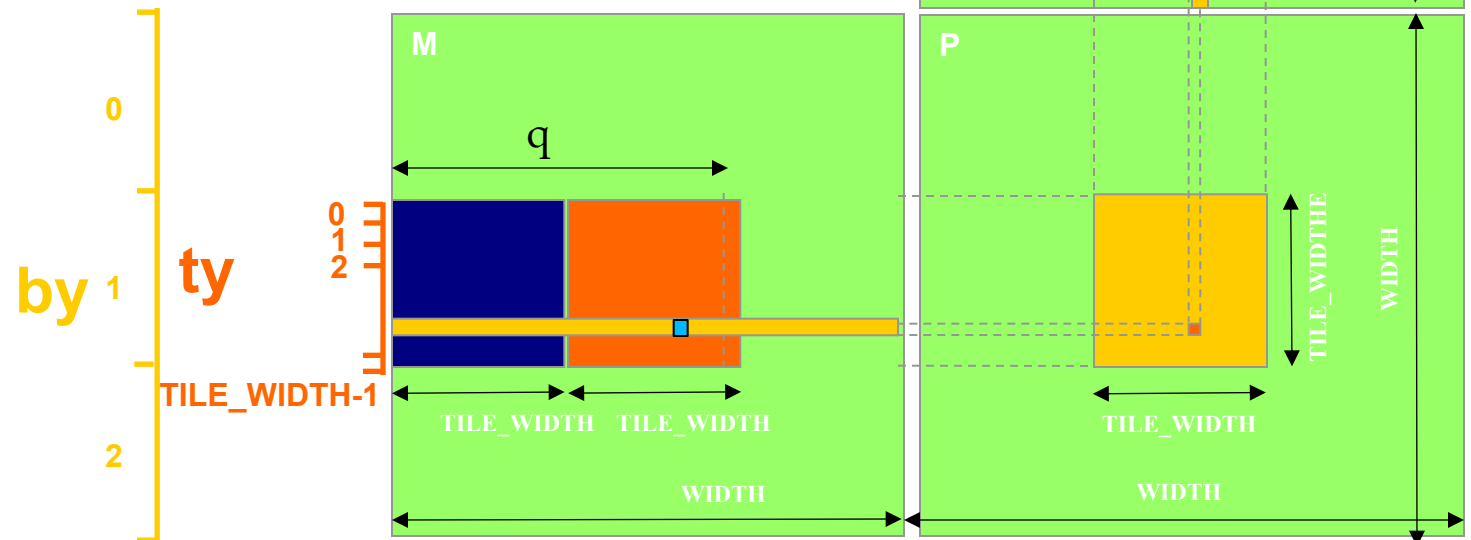 M
P
0
q
0
1
2
ty
by
1
TILE_WIDTHE
WIDTH
TILE_WIDTH-1
TILE_WIDTH
TILE_WIDTH
TILE_WIDTH
2
WIDTH
WIDTH